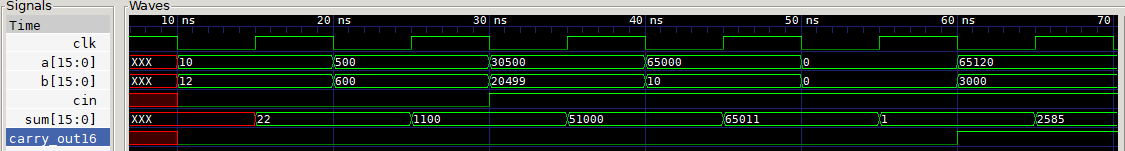 Signals
Waves
Time
10 ns 20 ns 30 ns 40 ns 50 ns 60 ns 70
clk
a[15:0] XXX 10 500 30500 65000 0 65120
b[15:0] XXX 12 600 20499 10 0 3000
cin
sum[15:0] XXX 22 1100 51000 65011 1 2585
carry_out16